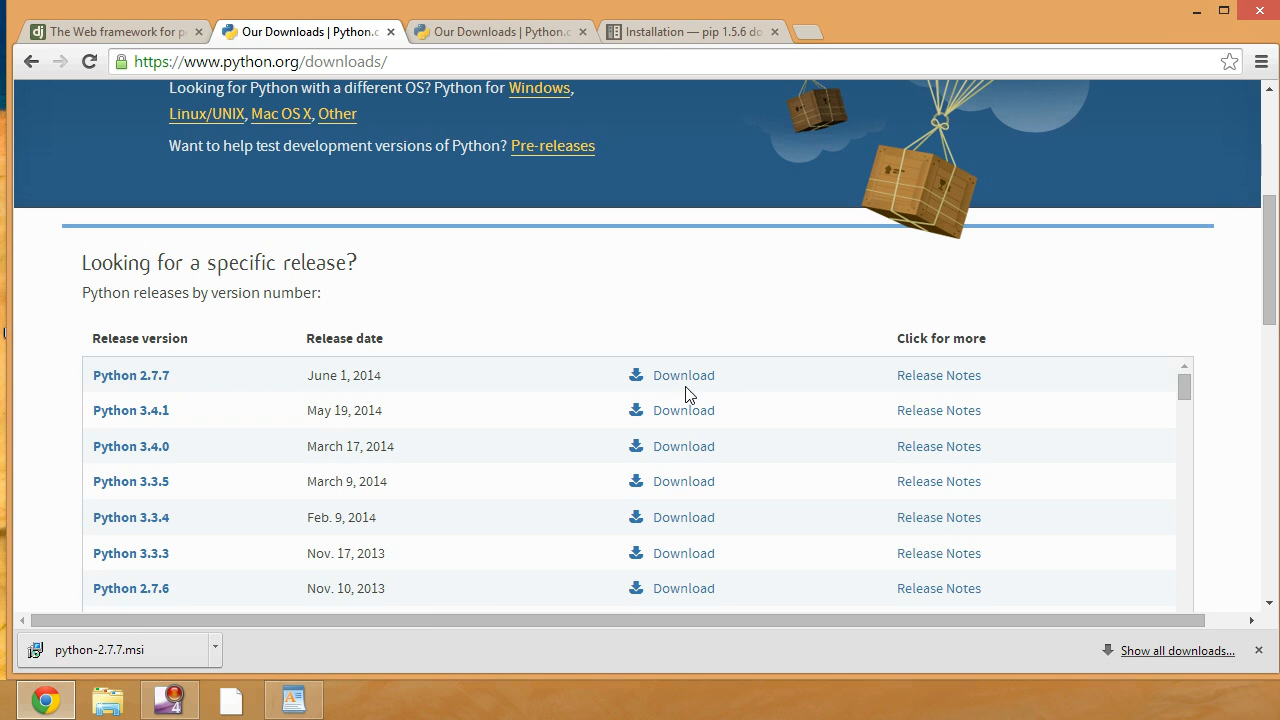 The Web framework for p
Our Downloads | Python.c
Our Downloads | Python.c
Installation — pip 1.5.6 do
https://www.python.org/downloads/
Looking for Python with a different OS? Python for Windows,
Linux/UNIX, Mac OS X, Other
Want to help test development versions of Python? Pre-releases
Looking for a specific release?
Python releases by version number:
Release version Release date Click for more
Python 2.7.7 June 1, 2014 Download Release Notes
Python 3.4.1 May 19, 2014 Download Release Notes
Python 3.4.0 March 17, 2014 Download Release Notes
Python 3.3.5 March 9, 2014 Download Release Notes
Python 3.3.4 Feb. 9, 2014 Download Release Notes
Python 3.3.3 Nov. 17, 2013 Download Release Notes
Python 2.7.6 Nov. 10, 2013 Download Release Notes
python-2.7.7.msi Show all downloads...
4